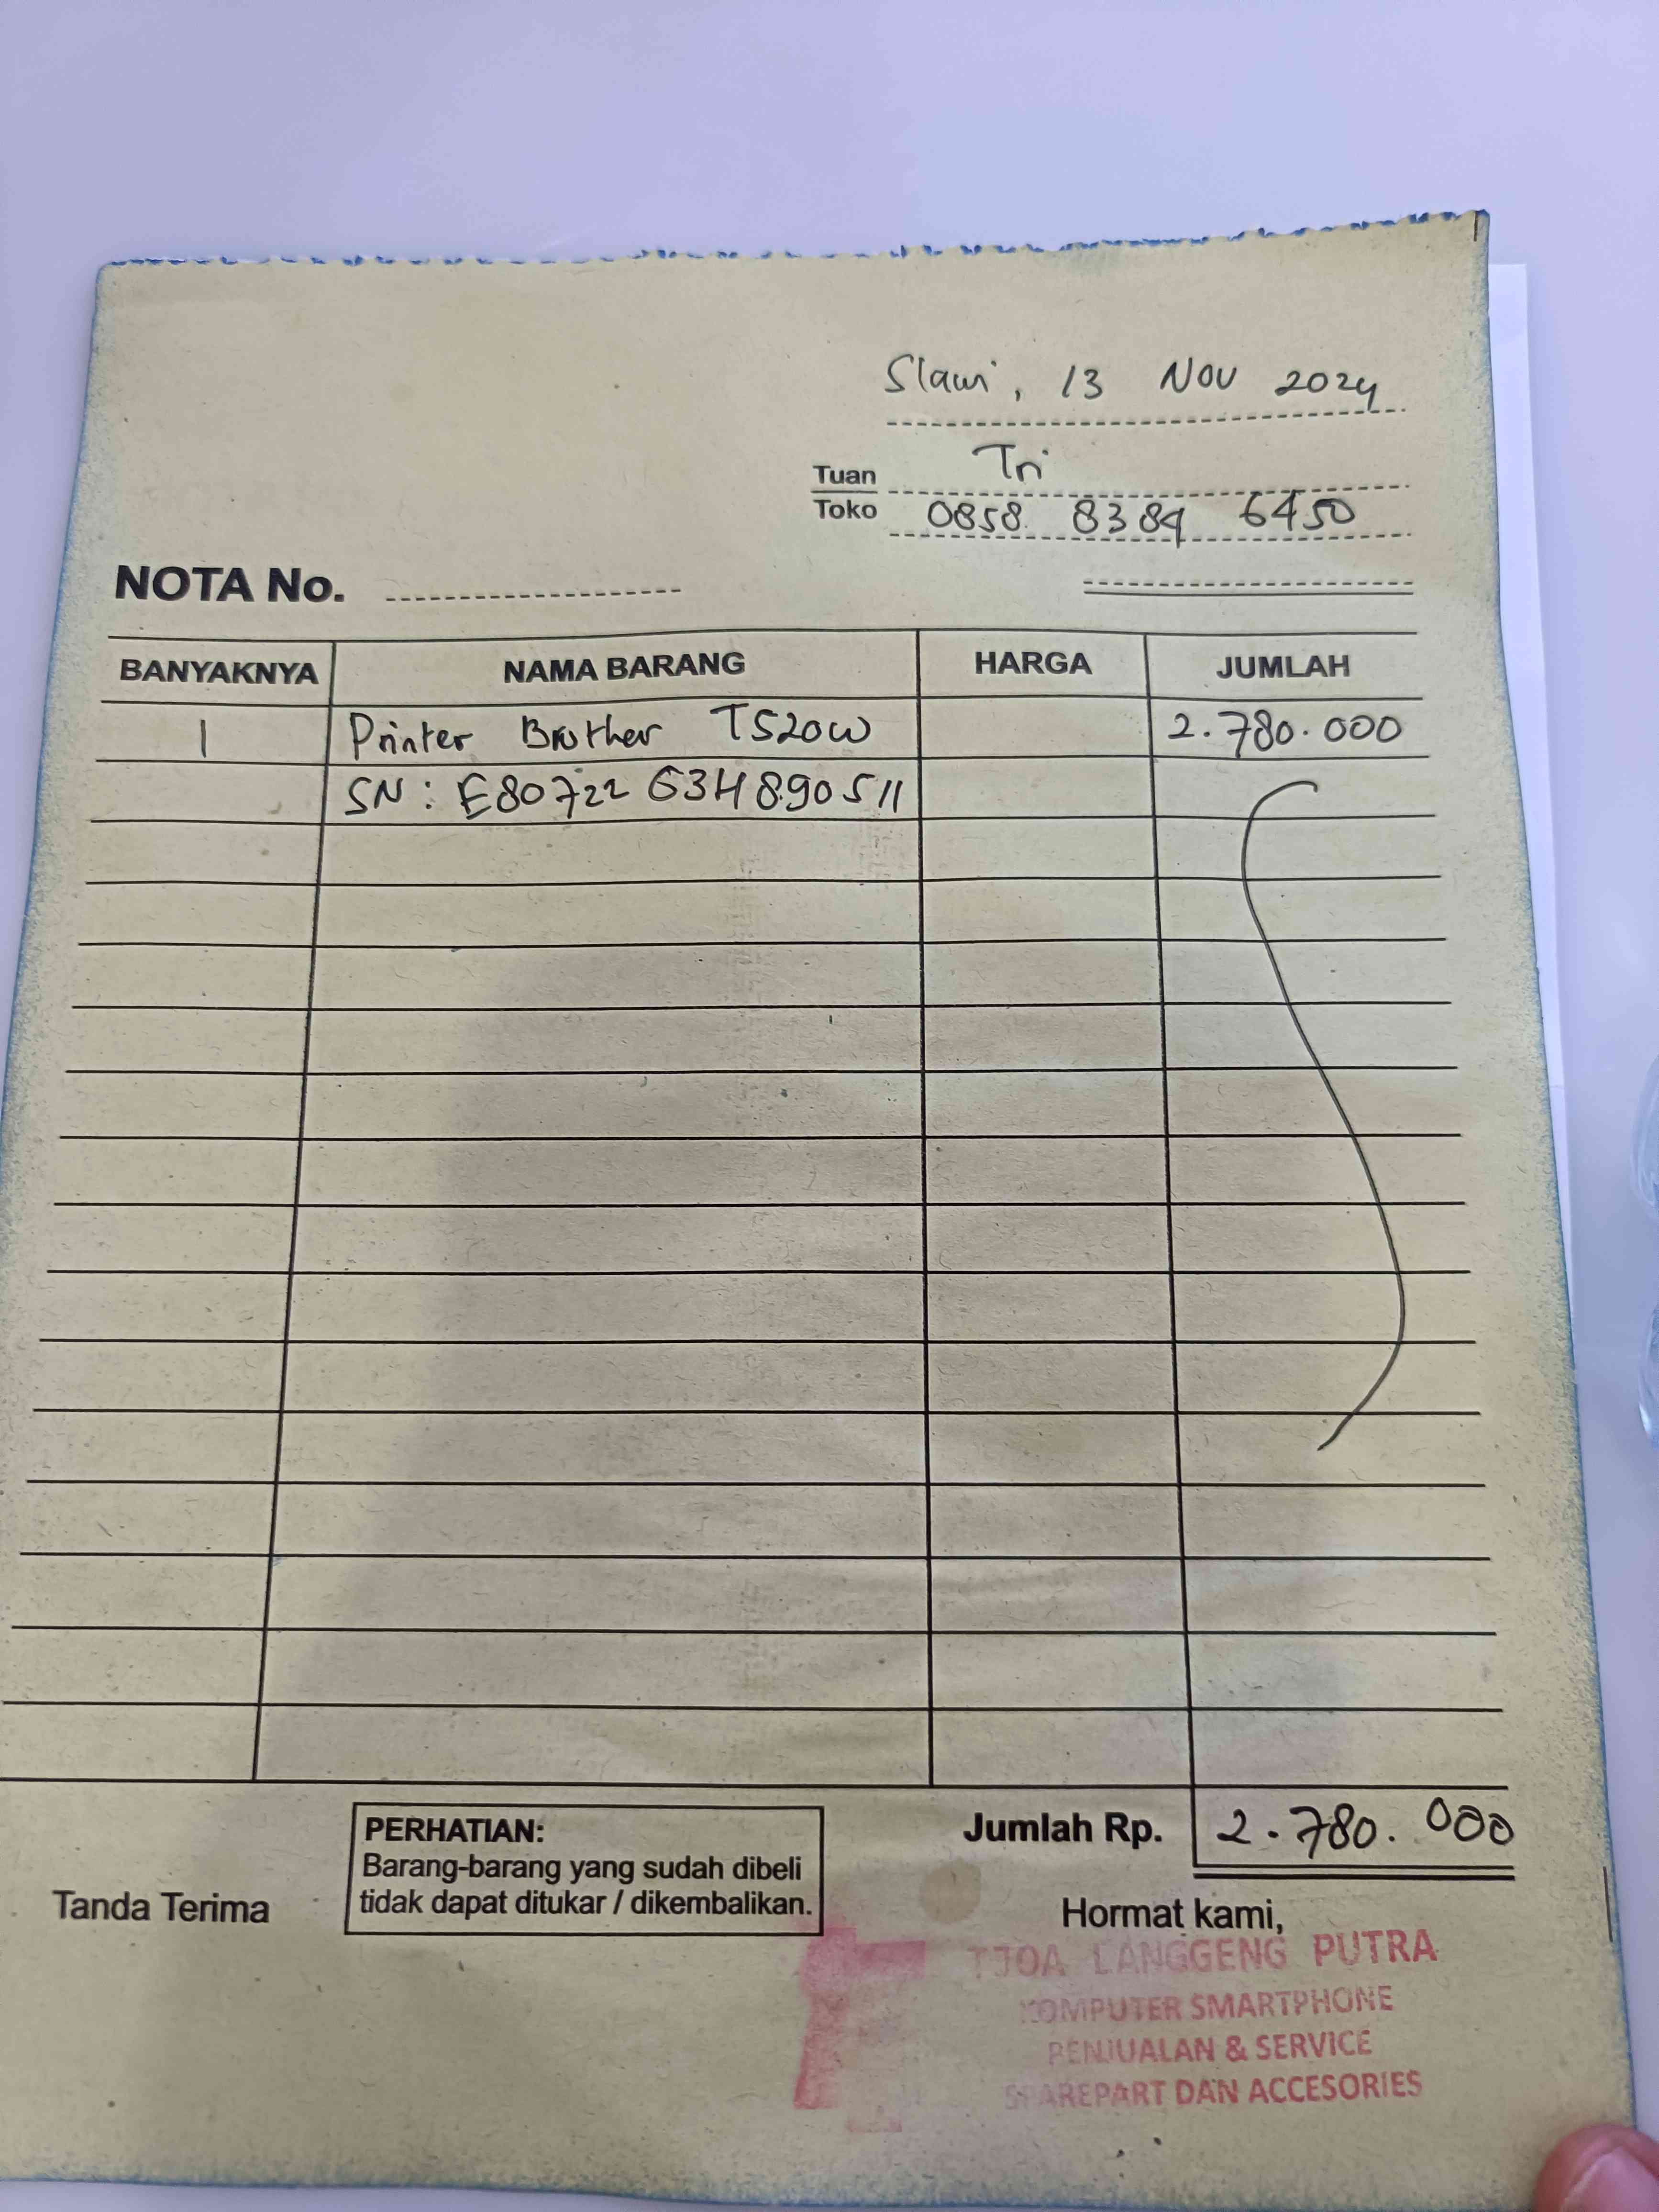 Slawi, 13 Nov 2024
Tuan Tri
Toko 0858 8384 6450
NOTA No.
BANYAKNYA NAMA BARANG HARGA JUMLAH
1 Printer Brother T520W 2.780.000
SN : E80722G3H890511
Jumlah Rp. 2.780.000
PERHATIAN:
Barang-barang yang sudah dibeli
tidak dapat ditukar / dikembalikan.
Tanda Terima
Hormat kami,
TJOA LANGGENG PUTRA
KOMPUTER SMARTPHONE
PENJUALAN & SERVICE
SPAREPART DAN ACCESORIES